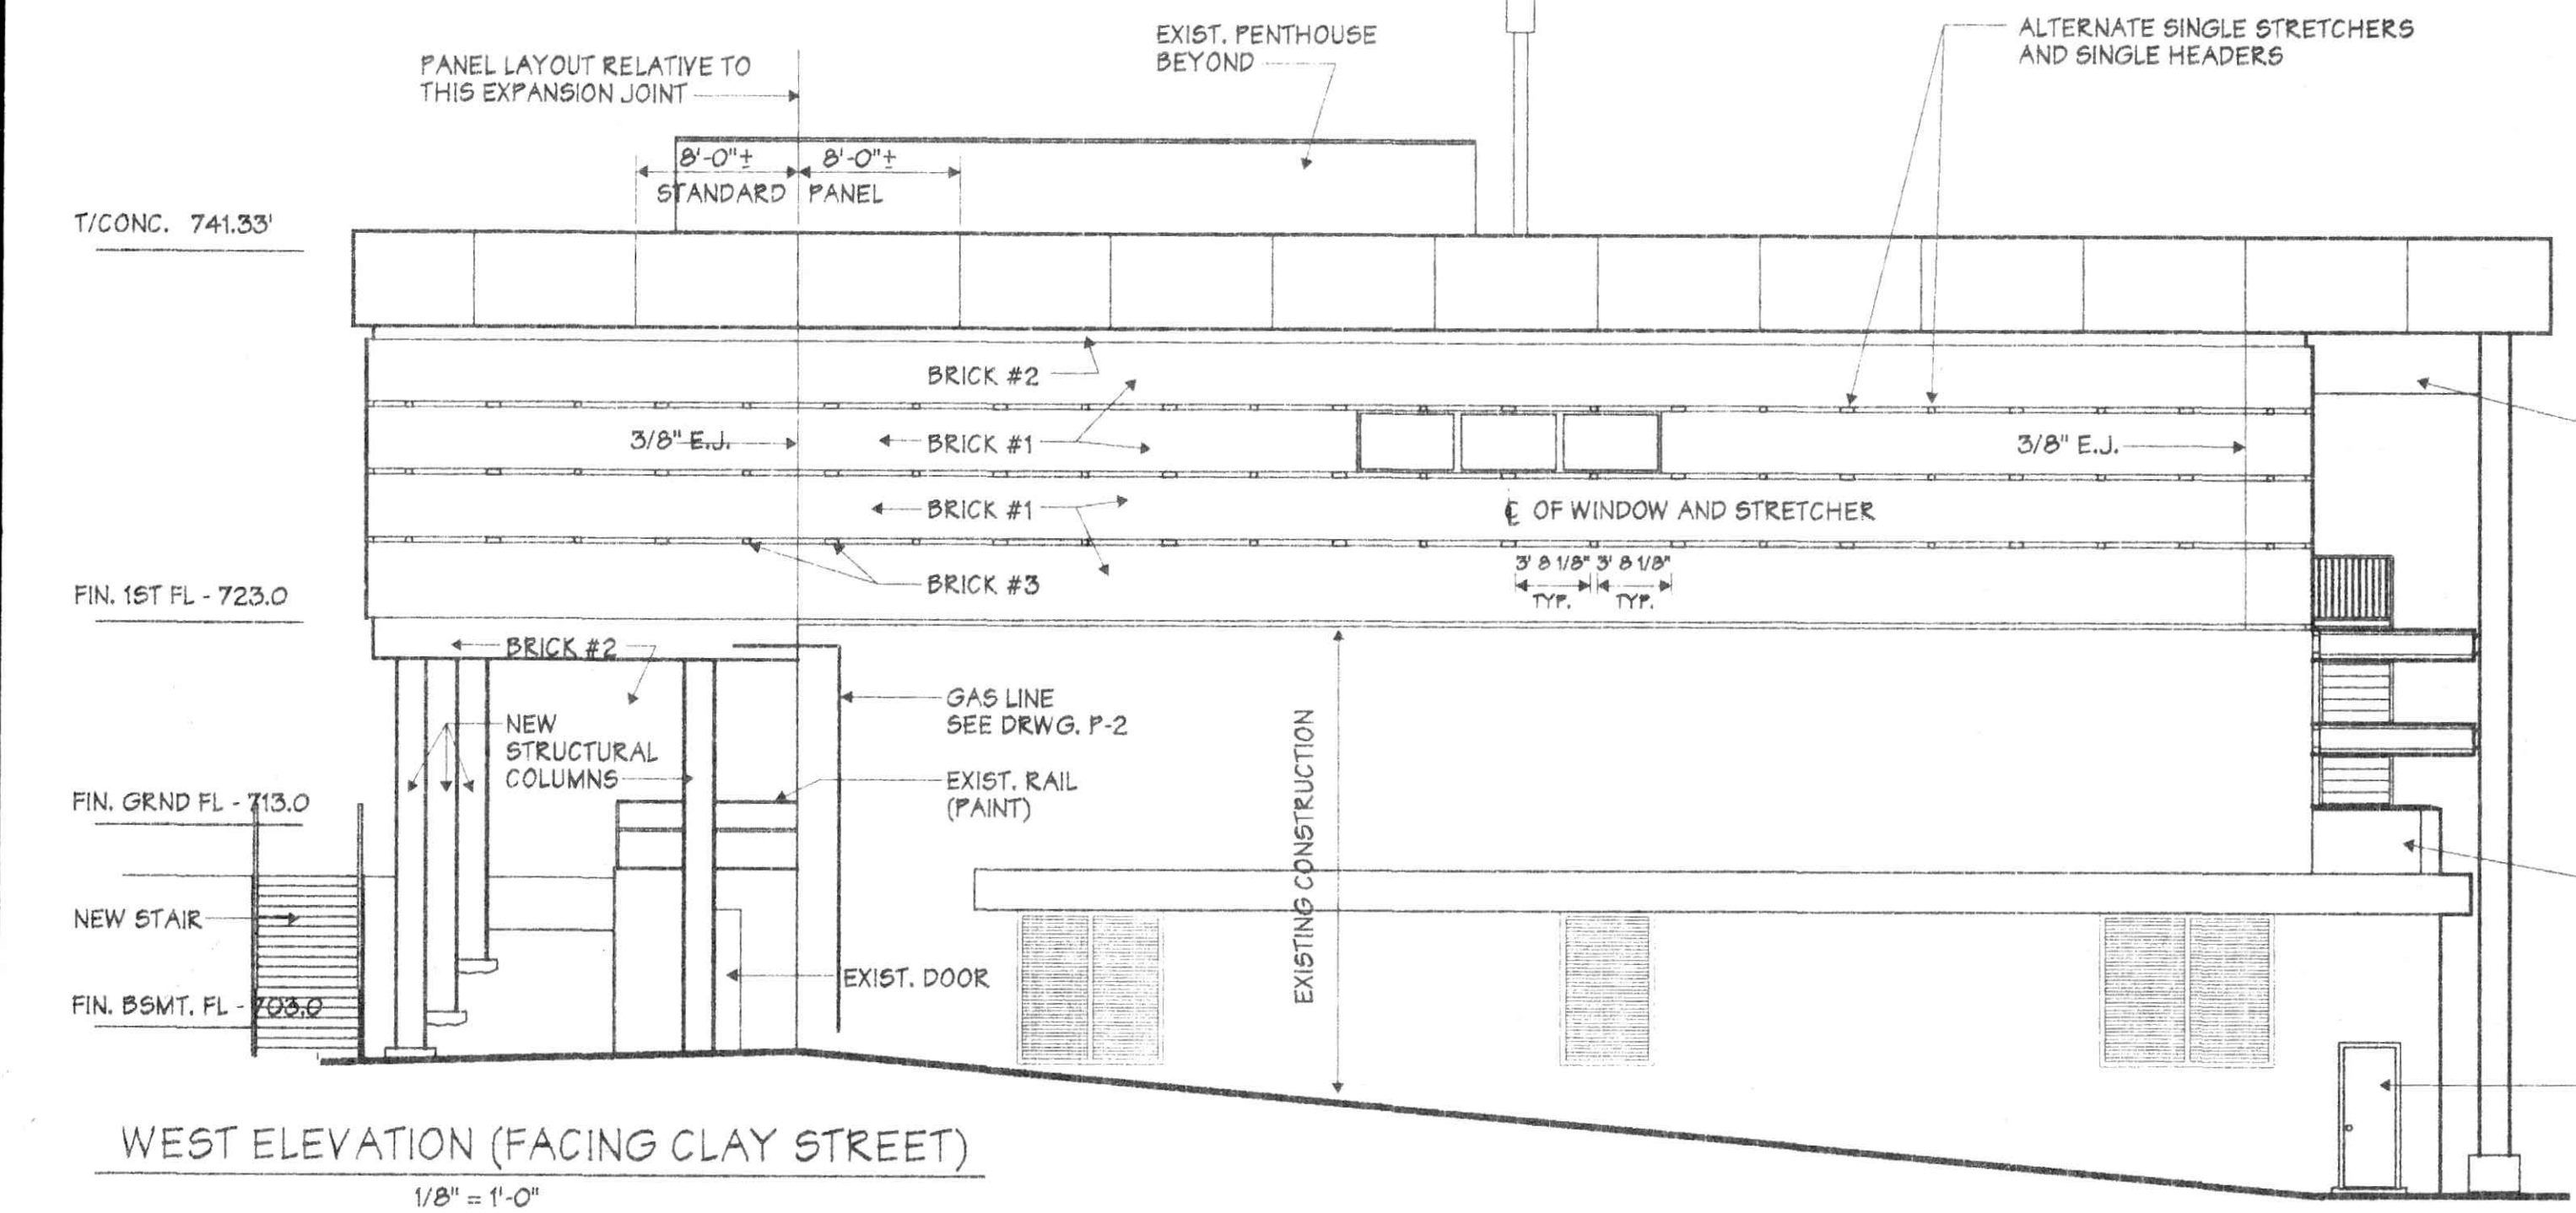 EXIST. PENTHOUSE
BEYOND
ALTERNATE SINGLE STRETCHERS
AND SINGLE HEADERS
PANEL LAYOUT RELATIVE TO
THIS EXPANSION JOINT
8'-0"± 8'-0"±
STANDARD PANEL
T/CONC. 741.33'
BRICK #2
3/8" E.J.
BRICK #1
3/8" E.J.
BRICK #1
℄ OF WINDOW AND STRETCHER
3' 8 1/8" 3' 8 1/8"
TYP. TYP.
BRICK #3
FIN. 1ST FL - 723.0
BRICK #2
GAS LINE
SEE DRWG. P-2
NEW
STRUCTURAL
COLUMNS
EXIST. RAIL
(PAINT)
EXISTING CONSTRUCTION
FIN. GRND FL - 713.0
NEW STAIR
EXIST. DOOR
FIN. BSMT. FL - 703.0
WEST ELEVATION (FACING CLAY STREET)
1/8" = 1'-0"